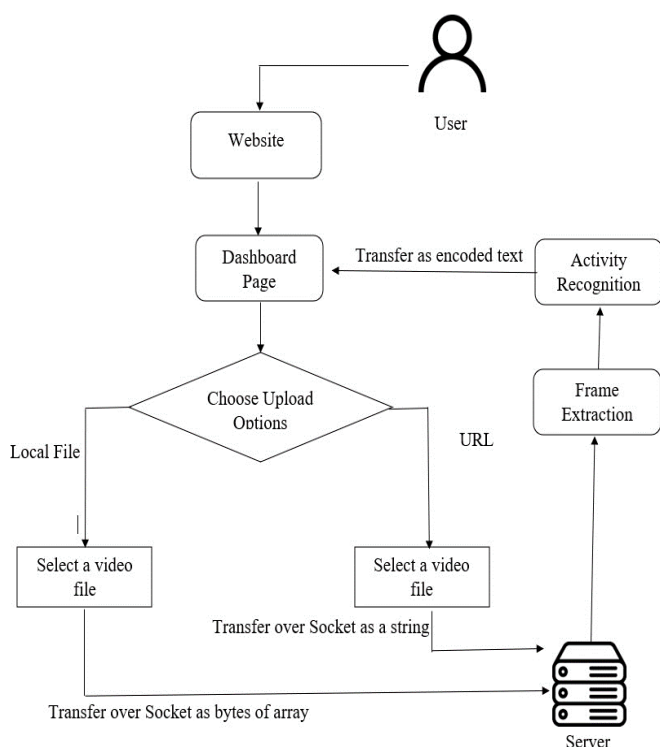 User
Website
Dashboard
Page
Transfer as encoded text
Activity
Recognition
Choose Upload
Options
Frame
Extraction
Local File
URL
Select a video
file
Select a video
file
Transfer over Socket as a string
Transfer over Socket as bytes of array
Server